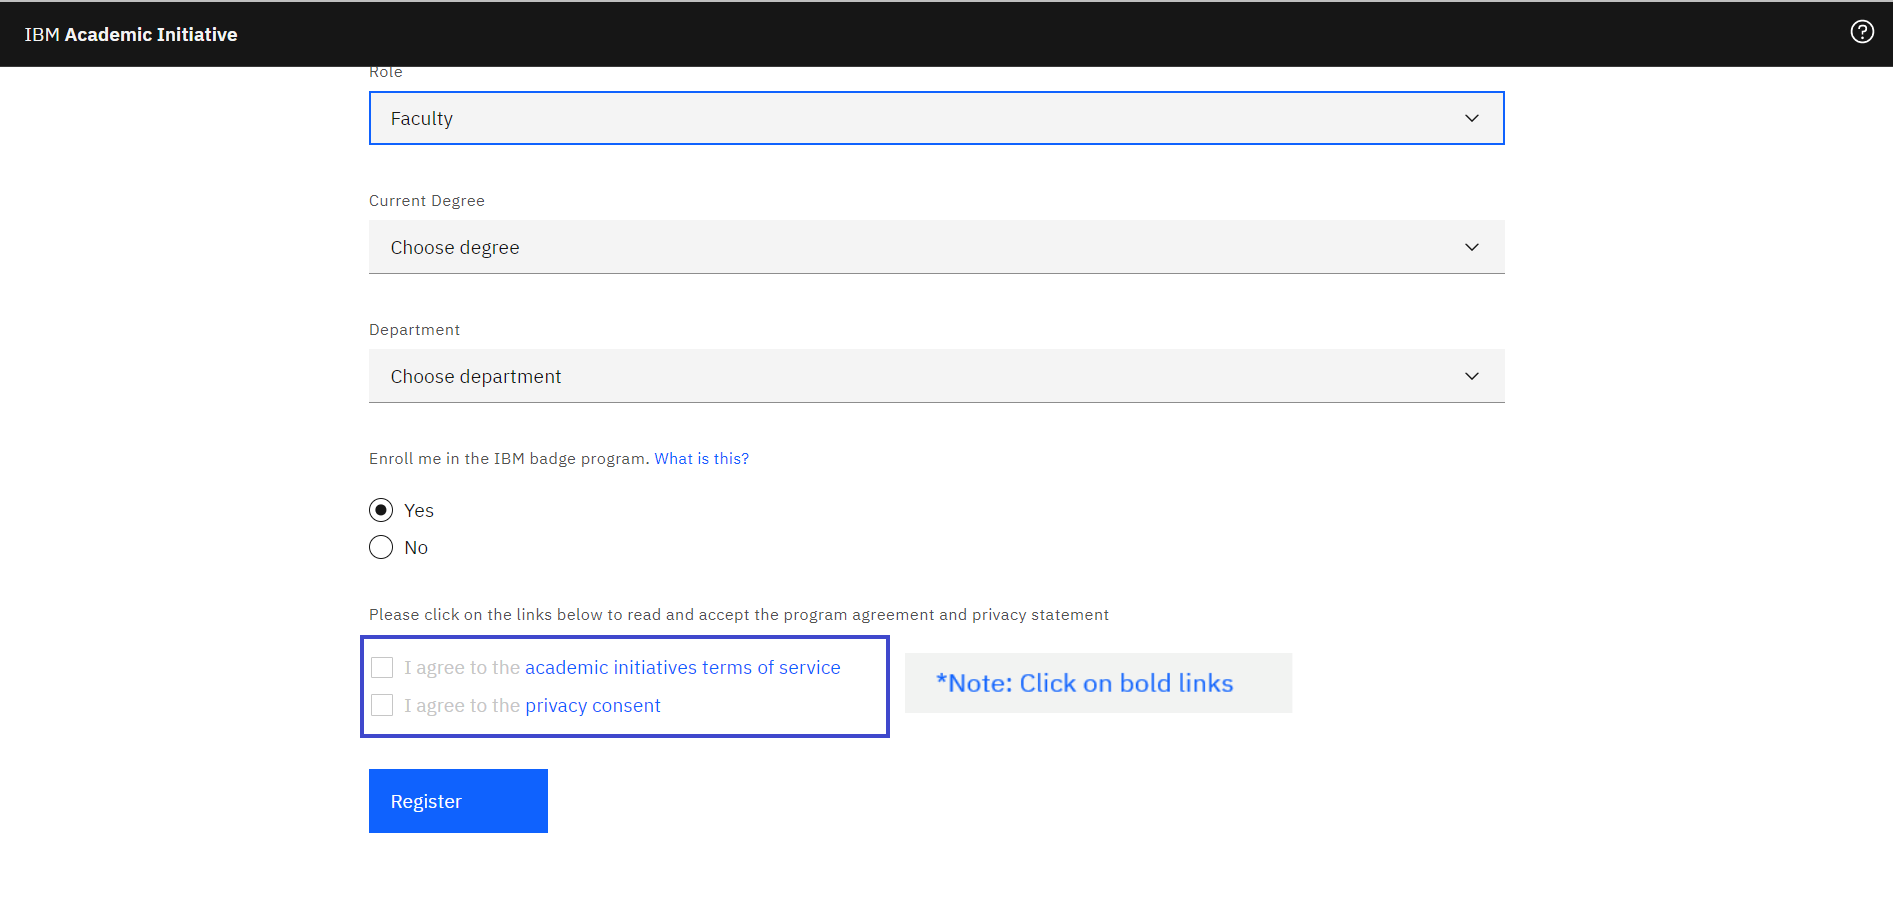 IBM Academic Initiative
Role
Faculty
Current Degree
Choose degree
Department
Choose department
Enroll me in the IBM badge program. What is this?
Yes
No
Please click on the links below to read and accept the program agreement and privacy statement
I agree to the academic initiatives terms of service
I agree to the privacy consent
*Note: Click on bold links
Register